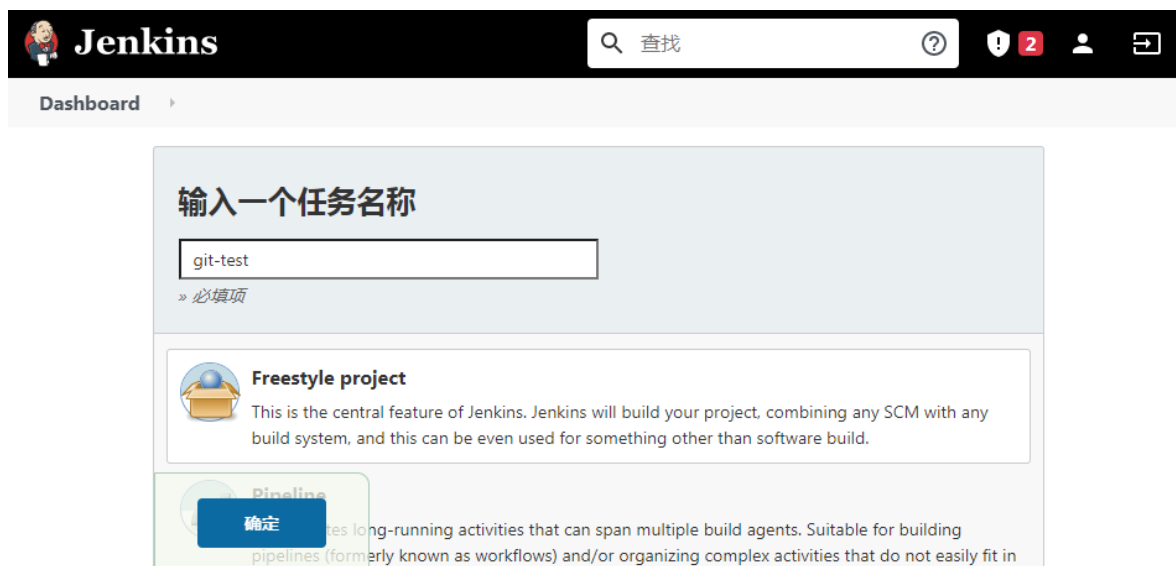 Jenkins
查找
2
Dashboard
输入一个任务名称
git-test
» 必填项
Freestyle project
This is the central feature of Jenkins. Jenkins will build your project, combining any SCM with any
build system, and this can be even used for something other than software build.
Pipeline
确定
long-running activities that can span multiple build agents. Suitable for building
pipelines (formerly known as workflows) and/or organizing complex activities that do not easily fit in